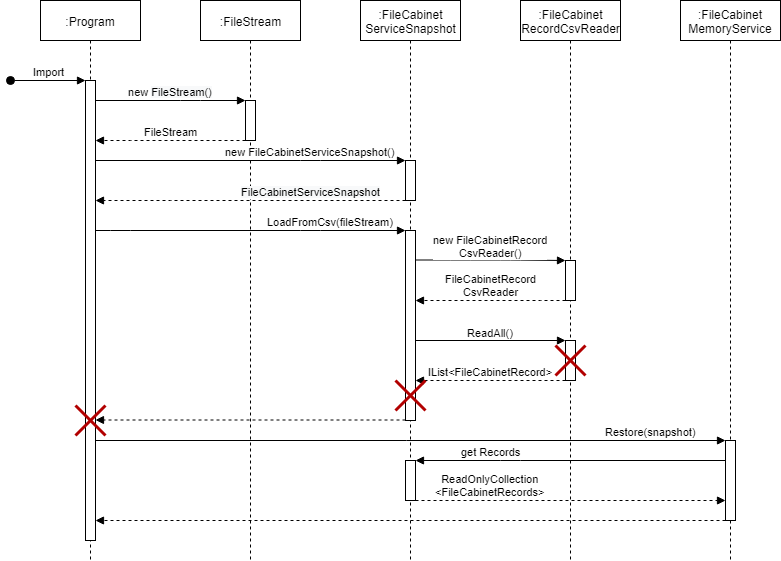 :Program
:FileStream
:FileCabinet
ServiceSnapshot
:FileCabinet
RecordCsvReader
:FileCabinet
MemoryService
Import
new FileStream()
FileStream
new FileCabinetServiceSnapshot()
FileCabinetServiceSnapshot
LoadFromCsv(fileStream)
new FileCabinetRecord
CsvReader()
FileCabinetRecord
CsvReader
ReadAll()
IList<FileCabinetRecord>
Restore(snapshot)
get Records
ReadOnlyCollection
<FileCabinetRecords>